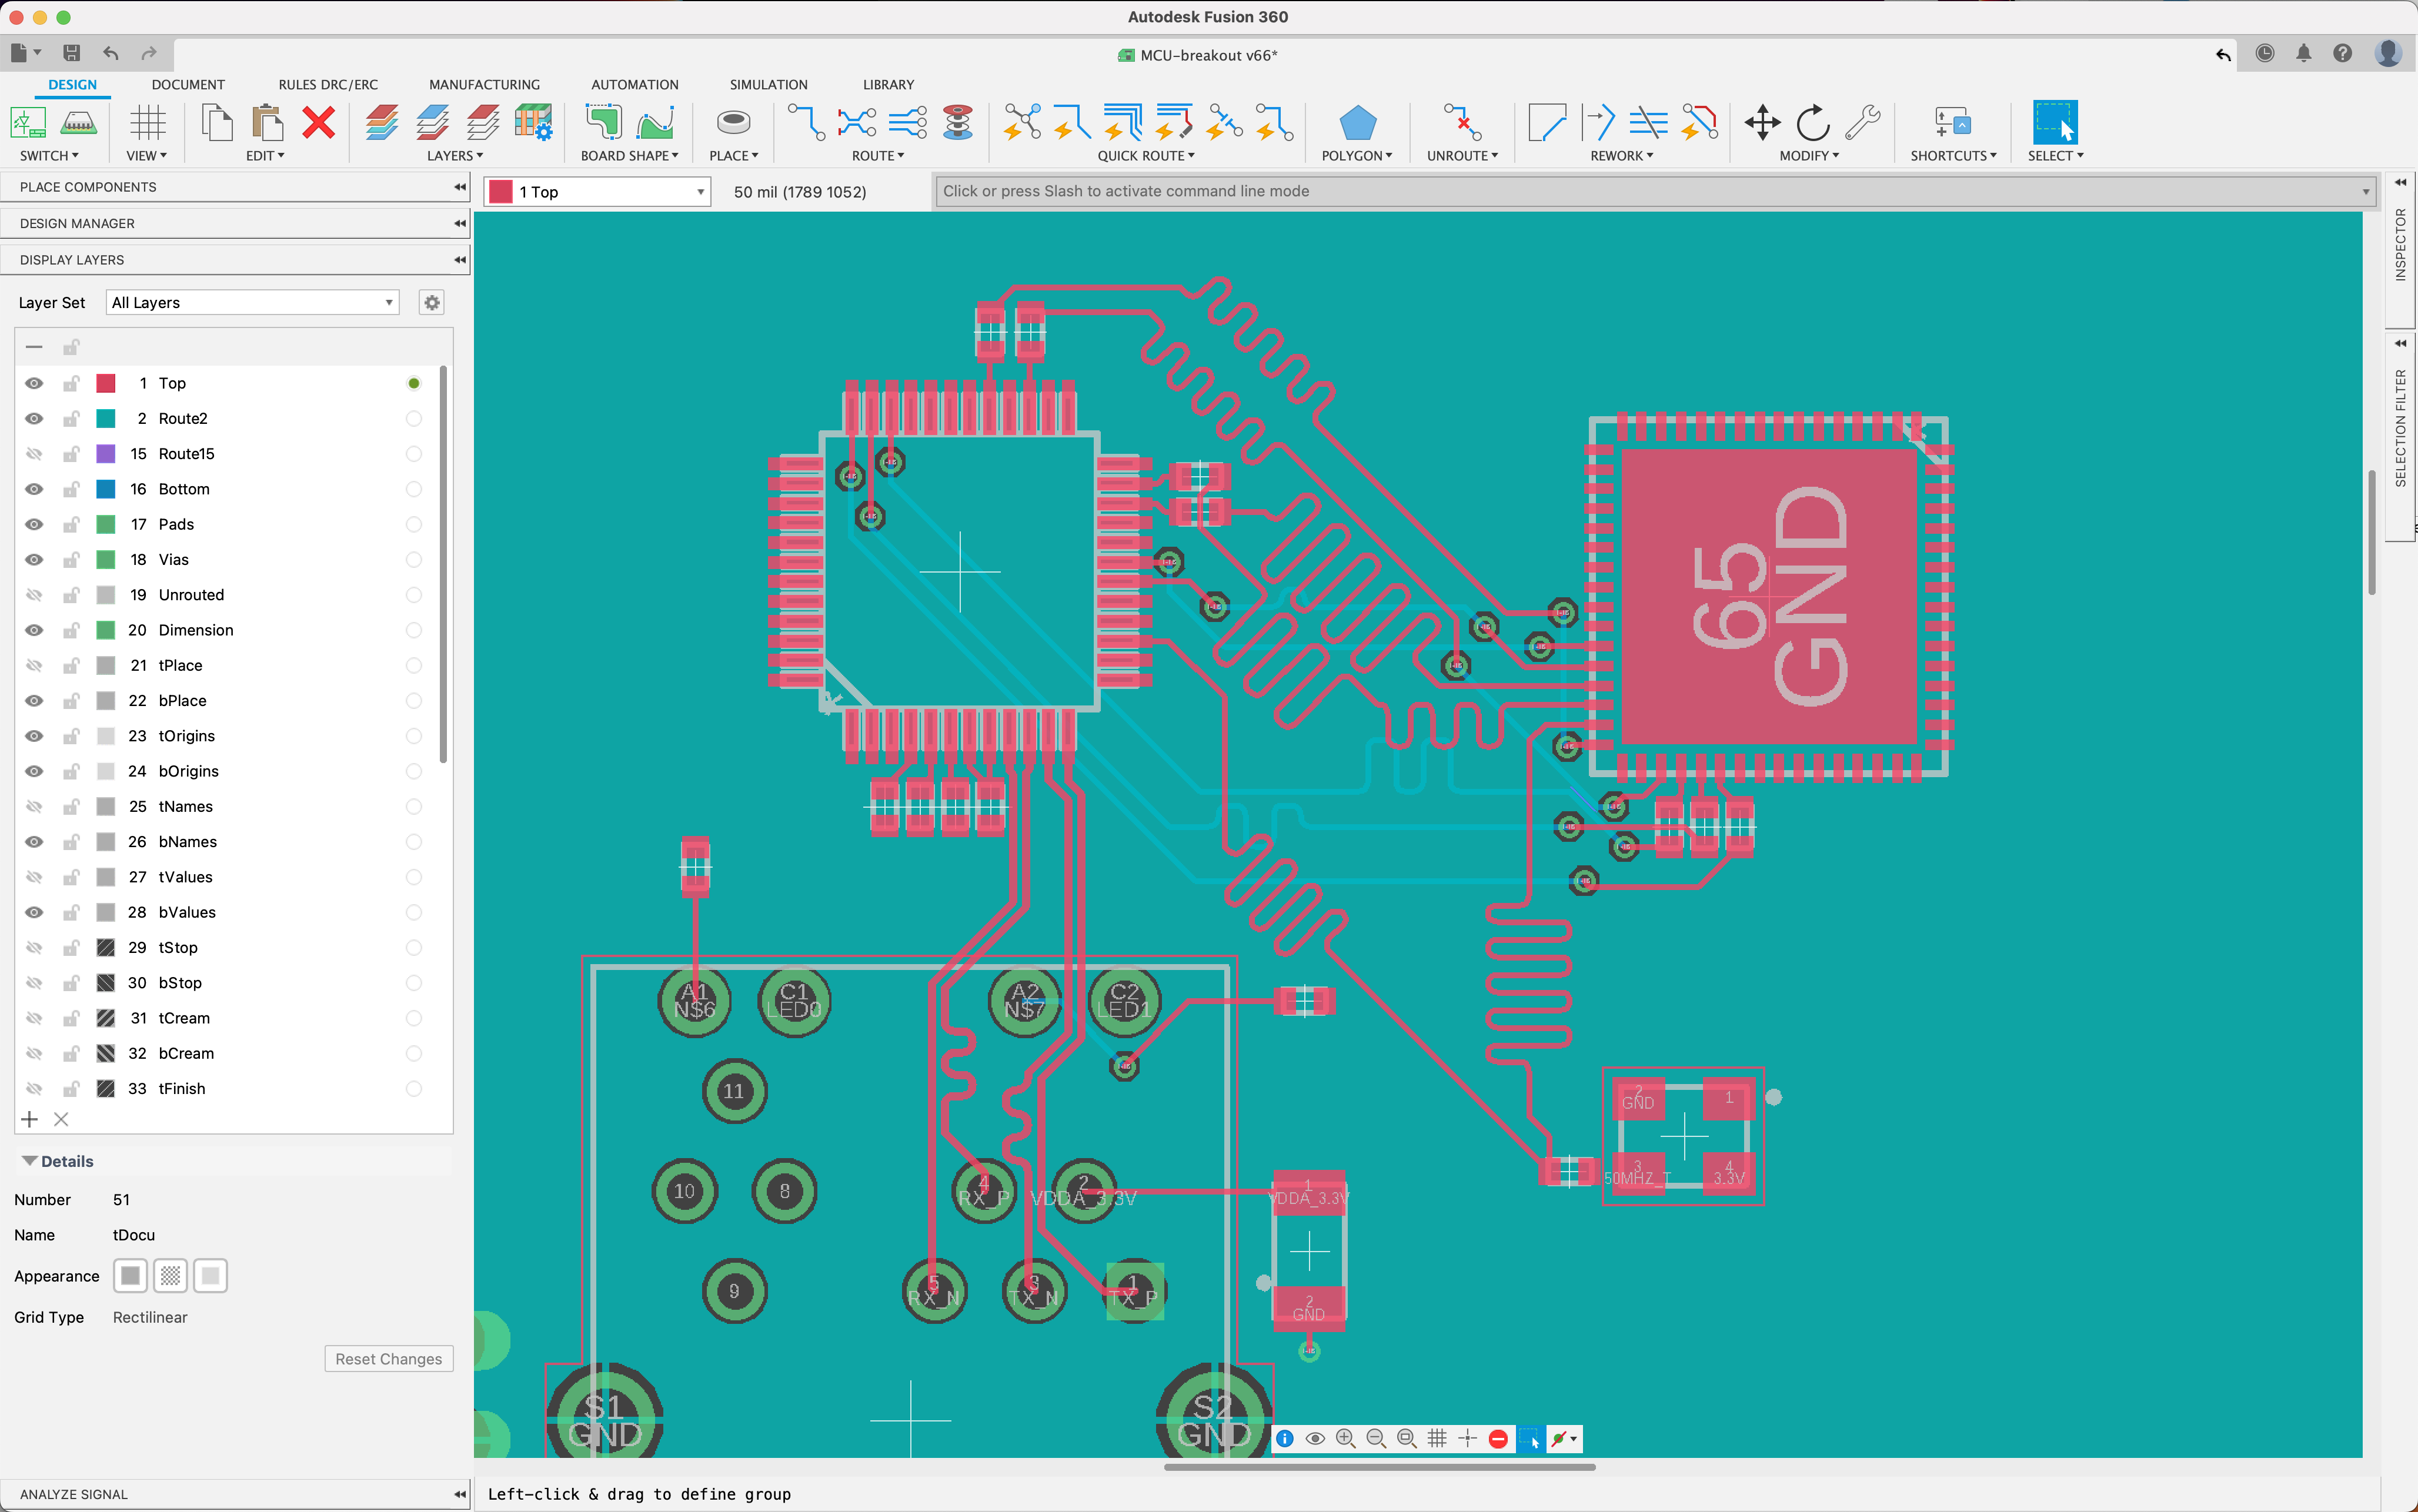 Autodesk Fusion 360
MCU-breakout v66*
DESIGN
DOCUMENT
RULES DRC/ERC
MANUFACTURING
AUTOMATION
SIMULATION
LIBRARY
SWITCH
VIEW
EDIT
LAYERS
BOARD SHAPE
PLACE
ROUTE
QUICK ROUTE
POLYGON
UNROUTE
REWORK
MODIFY
SHORTCUTS
SELECT
PLACE COMPONENTS
1 Top
50 mil (1789 1052)
Click or press Slash to activate command line mode
DESIGN MANAGER
DISPLAY LAYERS
INSPECTOR
SELECTION FILTER
Layer Set
All Layers
1 Top
2 Route2
15 Route15
16 Bottom
17 Pads
18 Vias
19 Unrouted
20 Dimension
21 tPlace
22 bPlace
23 tOrigins
24 bOrigins
25 tNames
26 bNames
27 tValues
28 bValues
29 tStop
30 bStop
31 tCream
32 bCream
33 tFinish
Details
Number 51
Name tDocu
Appearance
Grid Type Rectilinear
Reset Changes
ANALYZE SIGNAL
65
GND
A1
N$6
C1
LED0
A2
N$7
C2
LED1
11
10
8
4
RX_P
2
VDDA_3.3V
9
5
RX_N
3
TX_N
1
TX_P
1
VDDA_3.3V
2
GND
2
GND
1
3
50MHZ_T
4
3.3V
S1
GND
S2
GND
Left-click & drag to define group